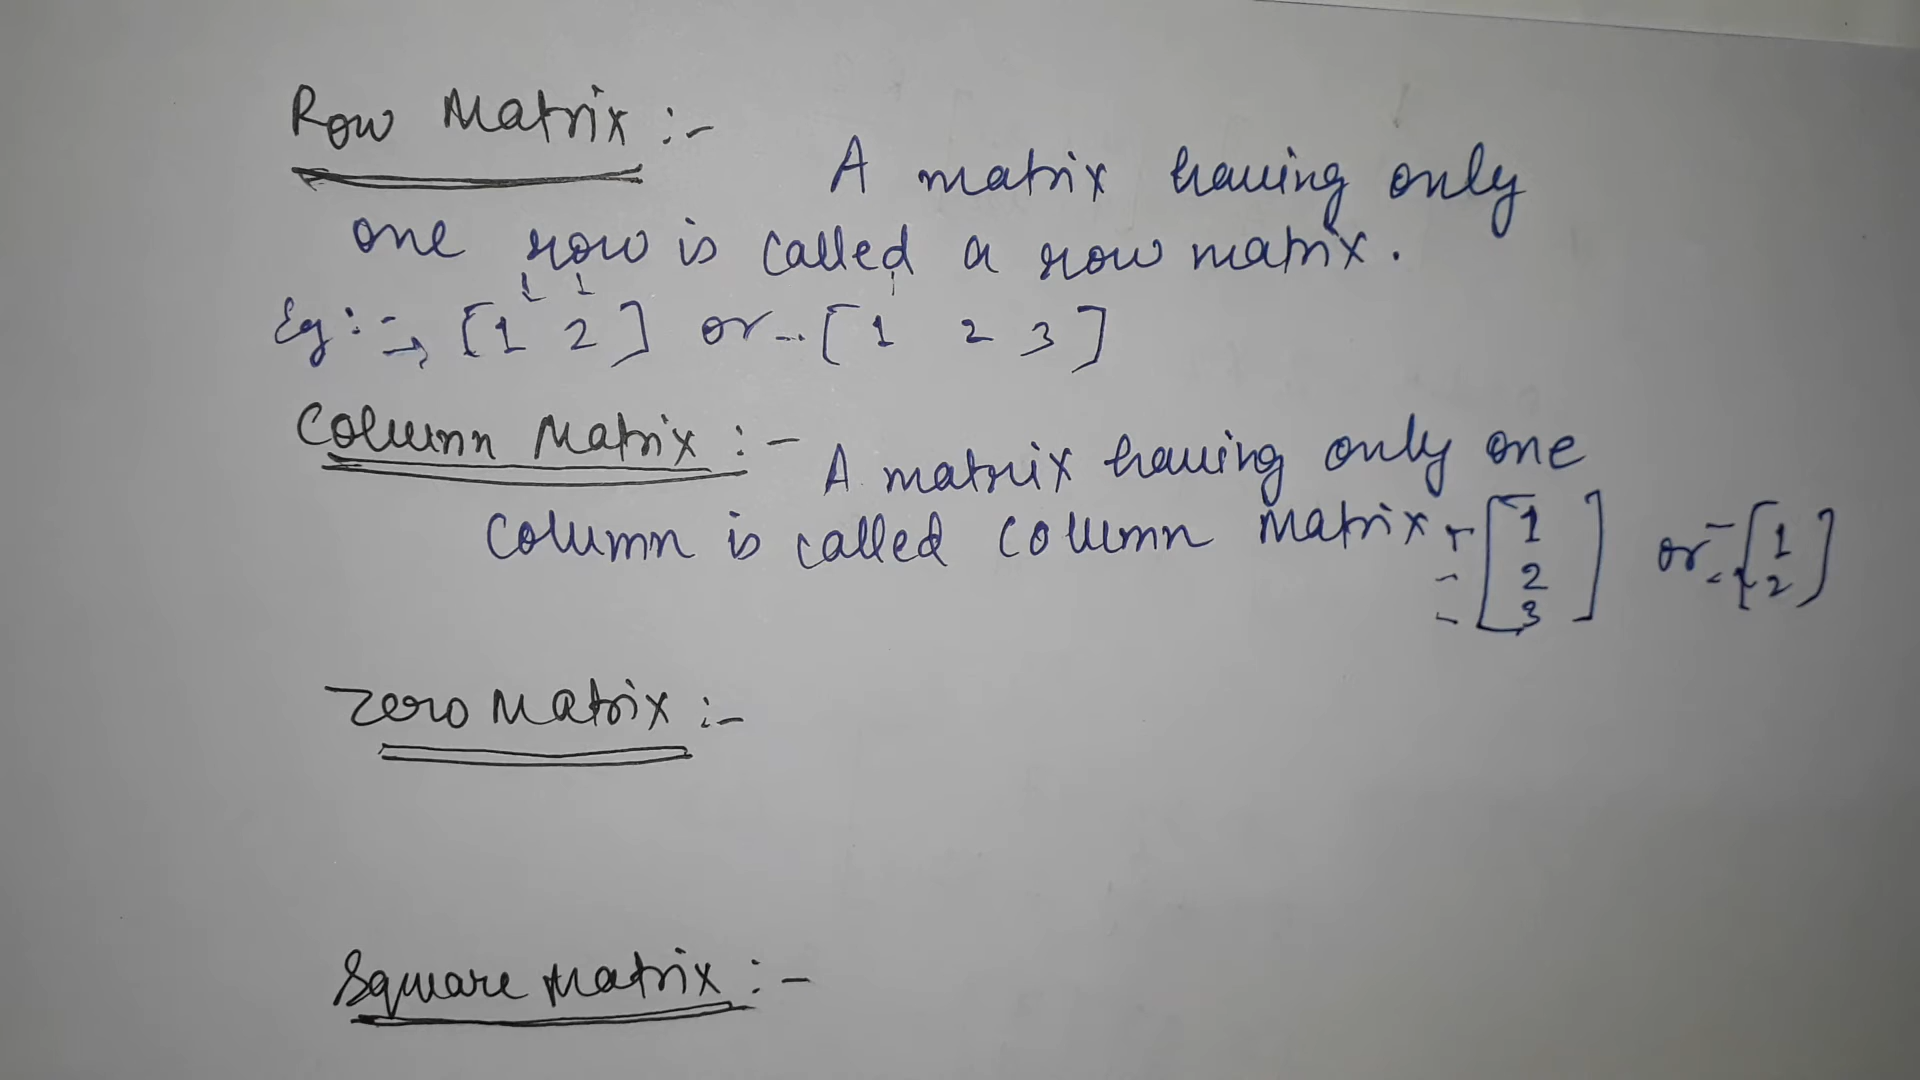 Row Matrix :-
A matrix having only
one row is called a row matrix.
Eg :- → [1 2] or [1 2 3]
Column Matrix :-
A matrix having only one
column is called column Matrix
[1
2
3] or [1
2]
Zero Matrix :-
Square Matrix :-